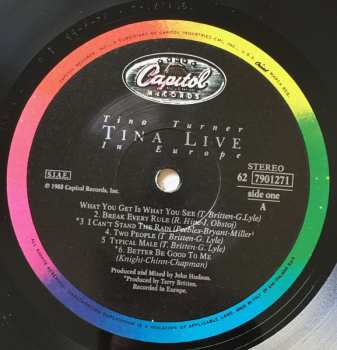 Capitol
RECORDS
Tina Turner
TINA LIVE
In Europe
S.I.A.E.
STEREO
62 7901271
℗ 1988 Capitol Records, Inc.
side one
A
WHAT YOU GET IS WHAT YOU SEE (T. Britten-G. Lyle)
2. BREAK EVERY RULE (R. Hine-J. Obstoj)
*3 I CAN'T STAND THE RAIN (Peebles-Bryant-Miller)
4. TWO PEOPLE (T. Britten-G. Lyle)
5 TYPICAL MALE (T. Britten-G. Lyle)
*6. BETTER BE GOOD TO ME
(Knight-Chinn-Chapman)
Produced and Mixed by John Hudson.
*Produced by Terry Britten.
Recorded in Europe.